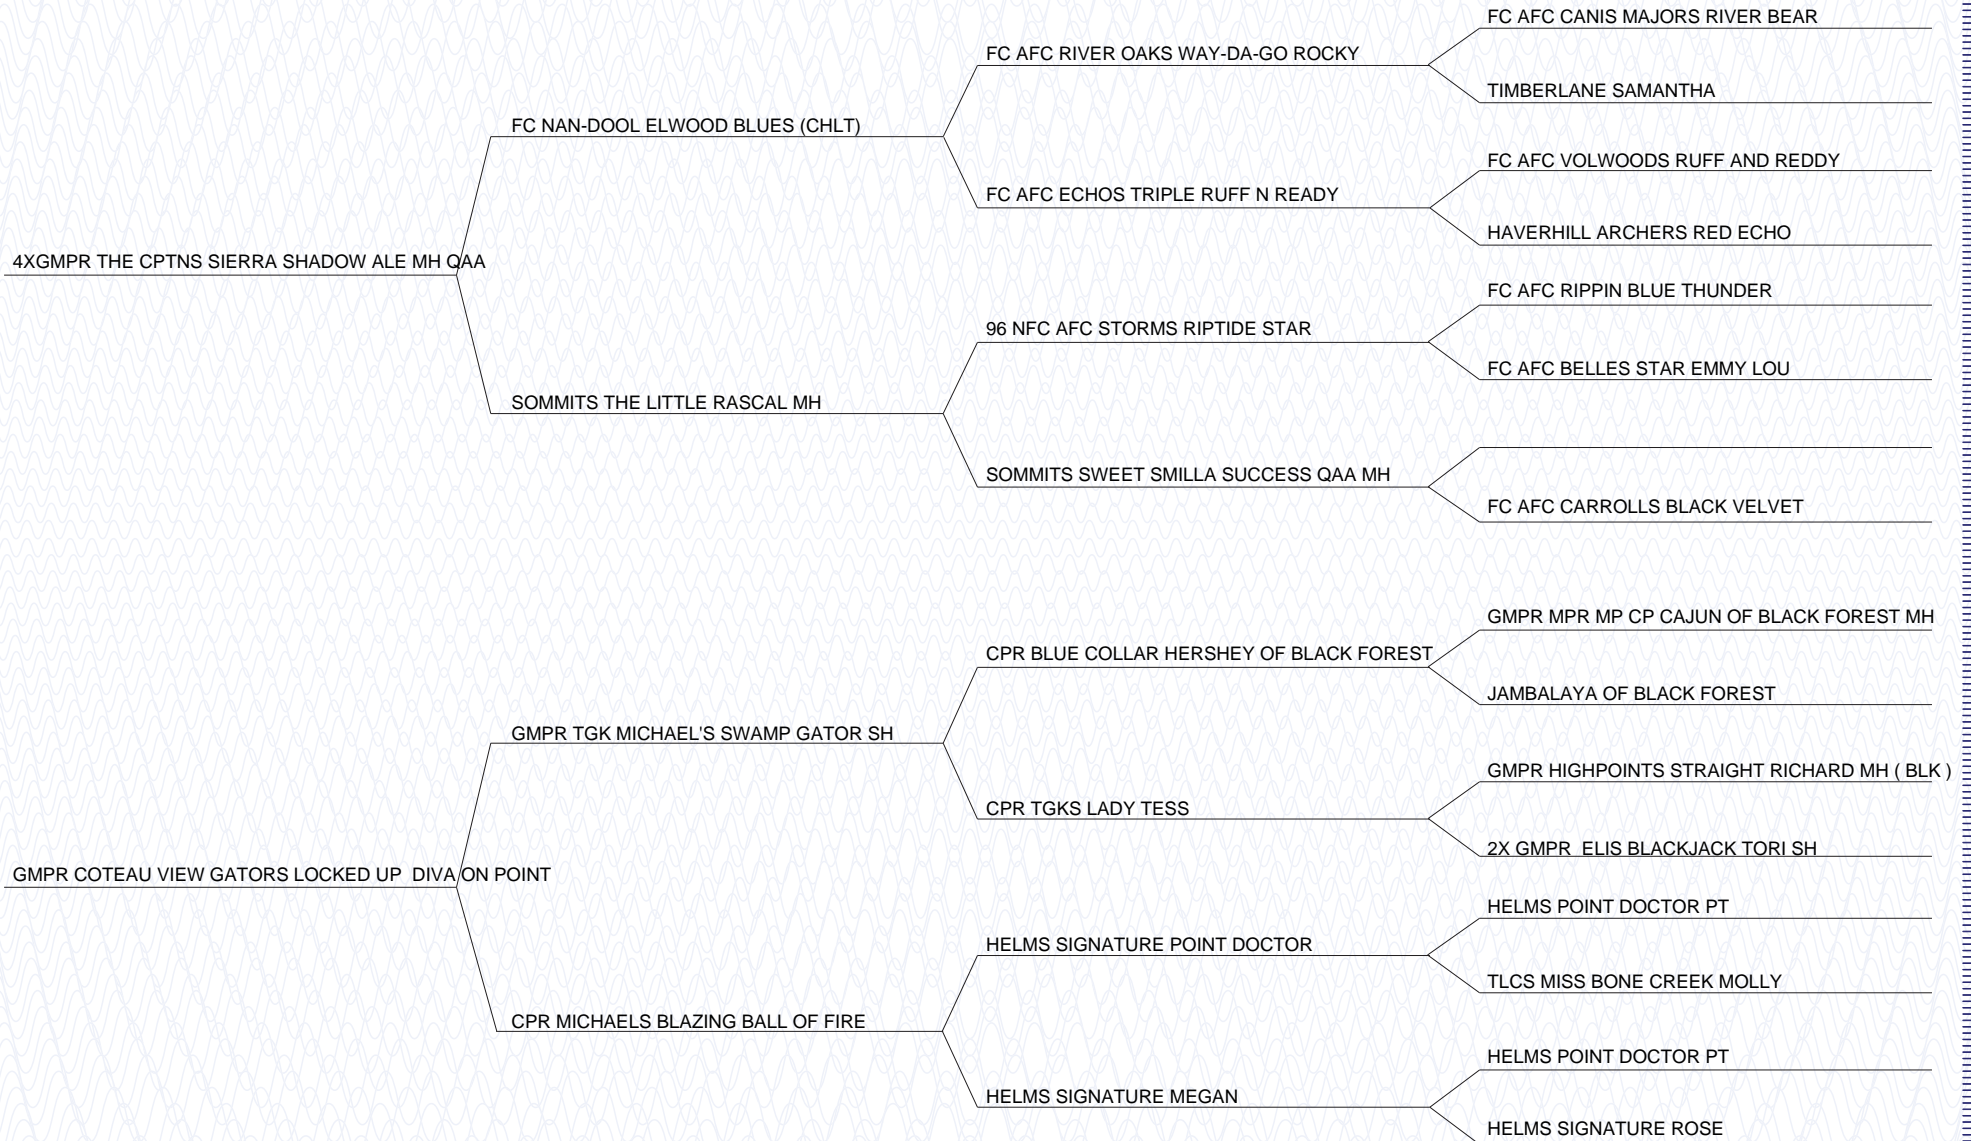 FC AFC CANIS MAJORS RIVER BEAR
FC AFC RIVER OAKS WAY-DA-GO ROCKY
TIMBERLANE SAMANTHA
FC NAN-DOOL ELWOOD BLUES (CHLT)
FC AFC VOLWOODS RUFF AND REDDY
FC AFC ECHOS TRIPLE RUFF N READY
HAVERHILL ARCHERS RED ECHO
4XGMPR THE CPTNS SIERRA SHADOW ALE MH QAA
FC AFC RIPPIN BLUE THUNDER
96 NFC AFC STORMS RIPTIDE STAR
FC AFC BELLES STAR EMMY LOU
SOMMITS THE LITTLE RASCAL MH
SOMMITS SWEET SMILLA SUCCESS QAA MH
FC AFC CARROLLS BLACK VELVET
GMPR MPR MP CP CAJUN OF BLACK FOREST MH
CPR BLUE COLLAR HERSHEY OF BLACK FOREST
JAMBALAYA OF BLACK FOREST
GMPR TGK MICHAEL'S SWAMP GATOR SH
GMPR HIGHPOINTS STRAIGHT RICHARD MH ( BLK )
CPR TGKS LADY TESS
2X GMPR  ELIS BLACKJACK TORI SH
GMPR COTEAU VIEW GATORS LOCKED UP  DIVA ON POINT
HELMS POINT DOCTOR PT
HELMS SIGNATURE POINT DOCTOR
TLCS MISS BONE CREEK MOLLY
CPR MICHAELS BLAZING BALL OF FIRE
HELMS POINT DOCTOR PT
HELMS SIGNATURE MEGAN
HELMS SIGNATURE ROSE